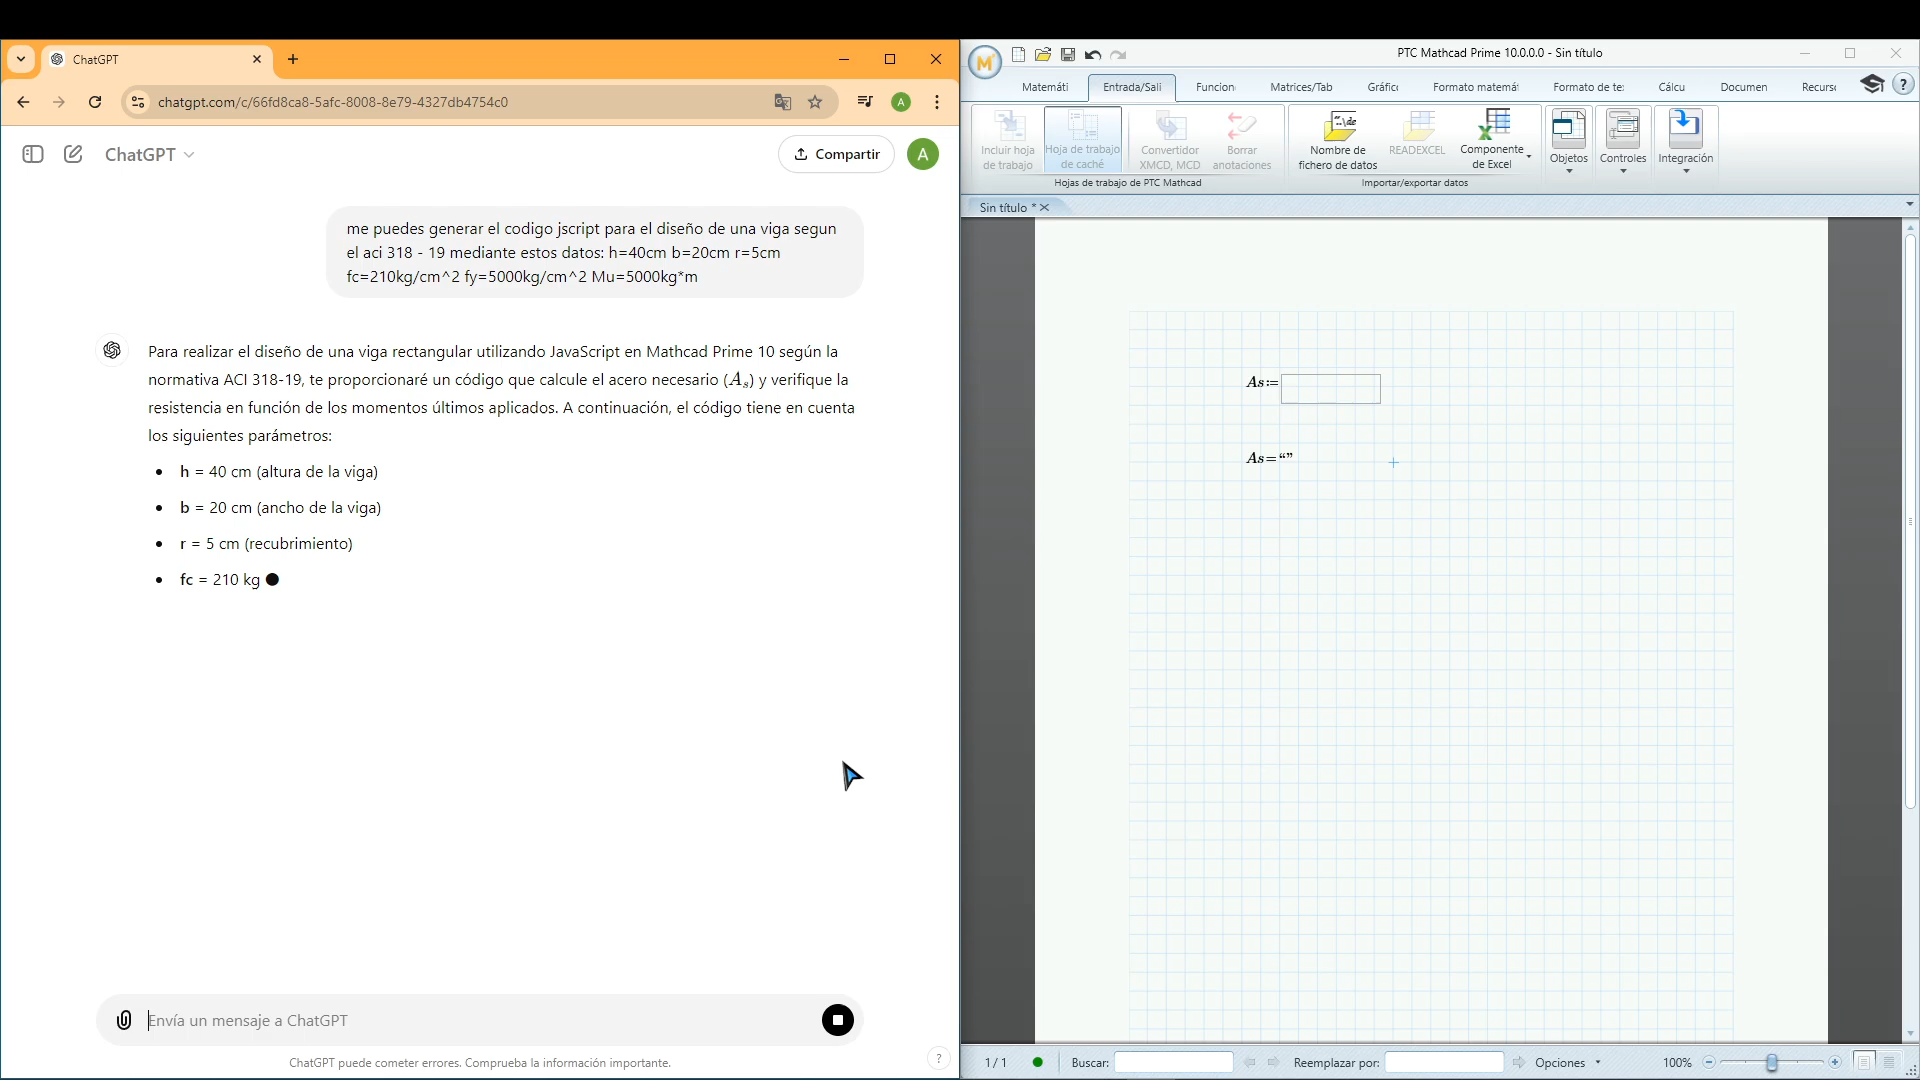 ChatGPT
chatgpt.com/c/66fd8ca8-5afc-8008-8e79-4327db4754c0
A
ChatGPT
Compartir
A
me puedes generar el codigo jscript para el diseño de una viga segun
el aci 318 - 19 mediante estos datos: h=40cm b=20cm r=5cm
fc=210kg/cm^2 fy=5000kg/cm^2 Mu=5000kg*m
Para realizar el diseño de una viga rectangular utilizando JavaScript en Mathcad Prime 10 según la
normativa ACI 318-19, te proporcionaré un código que calcule el acero necesario (As) y verifique la
resistencia en función de los momentos últimos aplicados. A continuación, el código tiene en cuenta
los siguientes parámetros:
• h = 40 cm (altura de la viga)
• b = 20 cm (ancho de la viga)
• r = 5 cm (recubrimiento)
• fc = 210 kg
Envía un mensaje a ChatGPT
ChatGPT puede cometer errores. Comprueba la información importante.
?
M
PTC Mathcad Prime 10.0.0.0 - Sin título
Matemáti
Entrada/Sali
Funcion
Matrices/Tab
Gráfic
Formato matemá
Formato de te
Cálcu
Documen
Recurs
?
Incluir hoja
de trabajo
Hoja de trabajo
de caché
Convertidor
XMCD, MCD
Borrar
anotaciones
Hojas de trabajo de PTC Mathcad
Nombre de
fichero de datos
READEXCEL
Componente
de Excel
Importar/exportar datos
Objetos
Controles
Integración
Sin título *
As:=
As=“”
1/1
Buscar:
Reemplazar por:
Opciones
100%